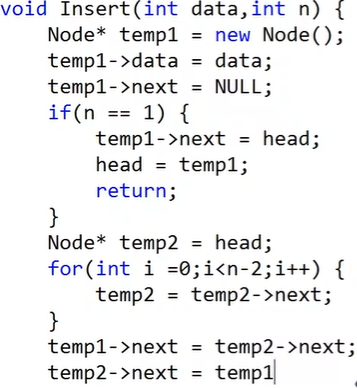 void Insert(int data,int n) {
    Node* temp1 = new Node();
    temp1->data = data;
    temp1->next = NULL;
    if(n == 1) {
        temp1->next = head;
        head = temp1;
        return;
    }
    Node* temp2 = head;
    for(int i =0;i<n-2;i++) {
        temp2 = temp2->next;
    }
    temp1->next = temp2->next;
    temp2->next = temp1